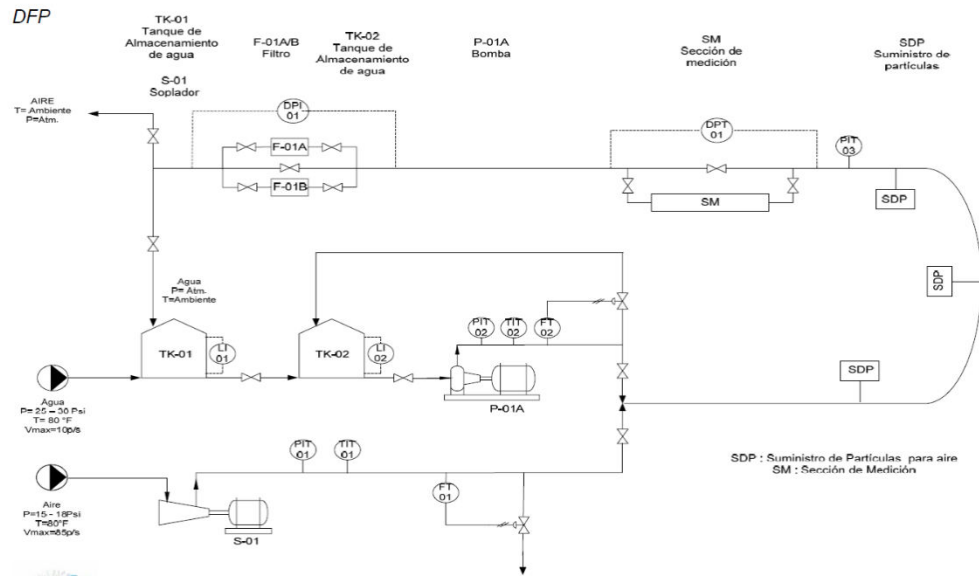 DFP
TK-01
Tanque de
Almacenamiento
de agua
S-01
Soplador
F-01A/B
Filtro
TK-02
Tanque de
Almacenamiento
de agua
P-01A
Bomba
SM
Sección de
medición
SDP
Suministro de
partículas
AIRE
T= Ambiente
P=Atm.
DPI
01
F-01A
F-01B
DPT
01
PIT
03
SM
SDP
SDP
SDP
Agua
P= Atm.
T=Ambiente
TK-01
LI
01
TK-02
LI
02
PIT
02
TIT
02
FT
02
P-01A
Agua
P= 25 – 30 Psi
T= 80 °F
Vmax=10p/s
PIT
01
TIT
01
FT
01
S-01
Aire
P=15 - 18Psi
T=80°F
Vmax=85p/s
SDP : Suministro de Partículas para aire
SM : Sección de Medición